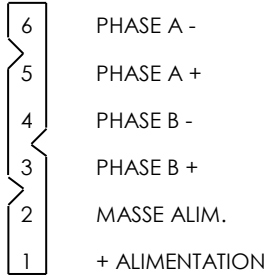 6 PHASE A -
5 PHASE A +
4 PHASE B -
3 PHASE B +
2 MASSE ALIM.
1 + ALIMENTATION